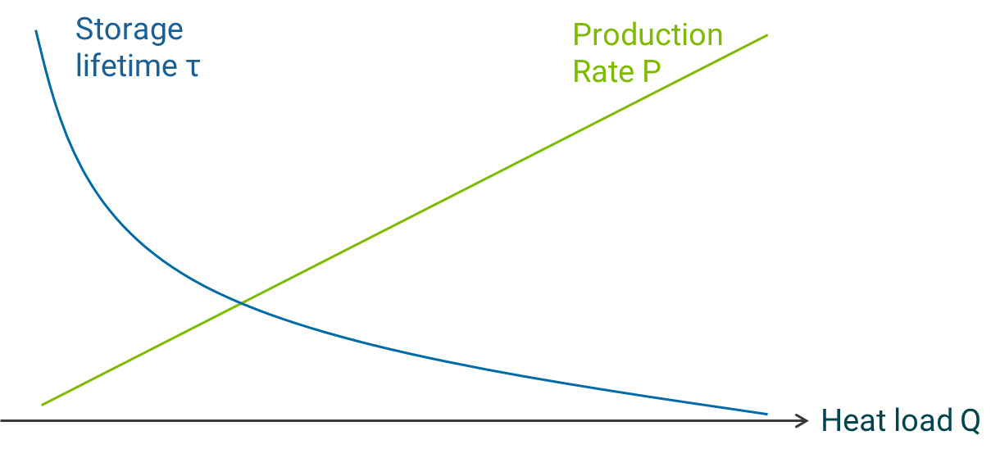 Storage
lifetime τ
Production
Rate P
Heat load Q